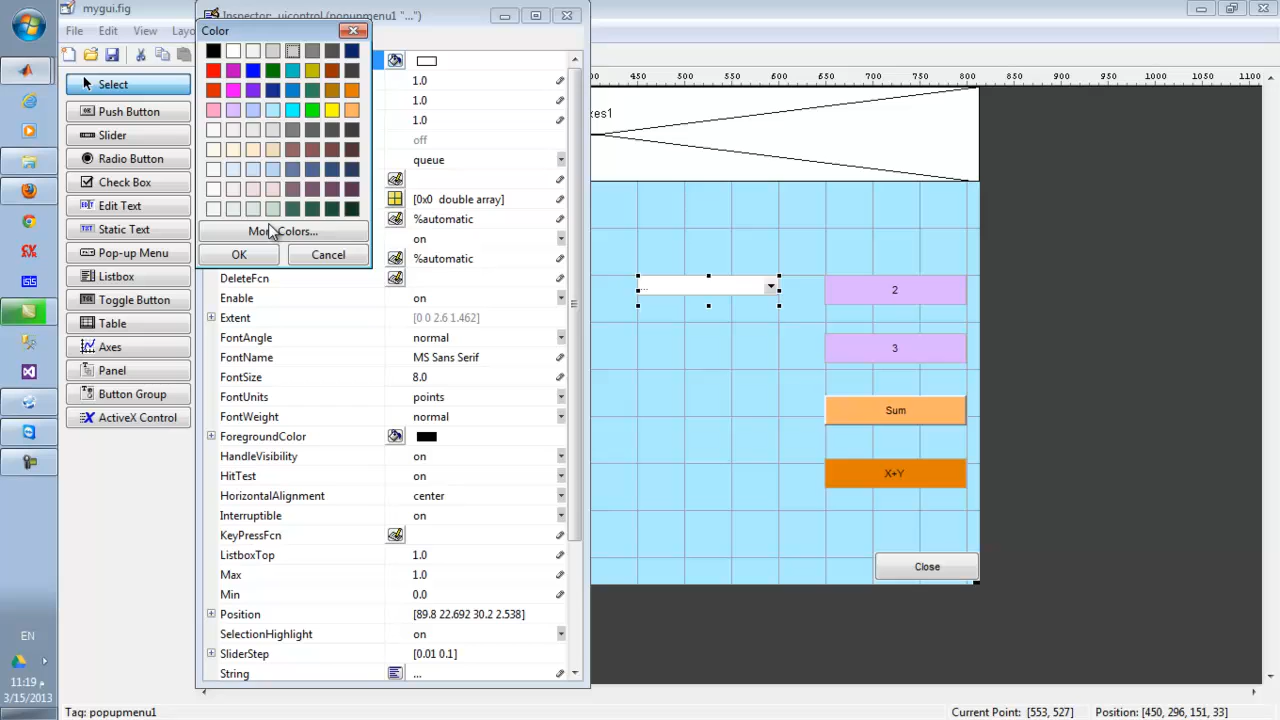 mygui.fig
Inspector: uicontrol (popupmenu1 "...")
File Edit View
Color
Select
Push Button
Slider
Radio Button
Check Box
Edit Text
Static Text
Pop-up Menu
Listbox
Toggle Button
Table
Axes
Panel
Button Group
ActiveX Control
OK
Cancel
1.0
1.0
1.0
off
queue
[0x0 double array]
%automatic
on
%automatic
DeleteFcn
Enable on
Extent [0 0 2.6 1.462]
FontAngle normal
FontName MS Sans Serif
FontSize 8.0
FontUnits points
FontWeight normal
ForegroundColor
HandleVisibility on
HitTest on
HorizontalAlignment center
Interruptible on
KeyPressFcn
ListboxTop 1.0
Max 1.0
Min 0.0
Position [89.8 22.692 30.2 2.538]
SelectionHighlight on
SliderStep [0.01 0.1]
String ...
450 500 550 600 650 700 750 800 850 900 950 1000 1050 1100
...
2
3
Sum
X+Y
Close
EN
11:19 م
3/15/2013
Tag: popupmenu1
Current Point: [553, 527]
Position: [450, 296, 151, 33]